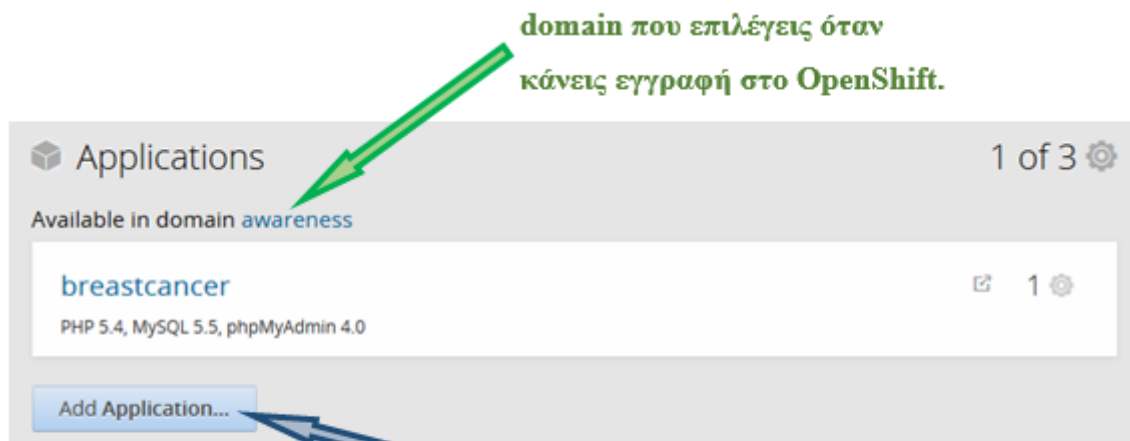 domain που επιλέγεις όταν
κάνεις εγγραφή στο OpenShift.
Applications 1 of 3
Available in domain awareness
breastcancer 1
PHP 5.4, MySQL 5.5, phpMyAdmin 4.0
Add Application...